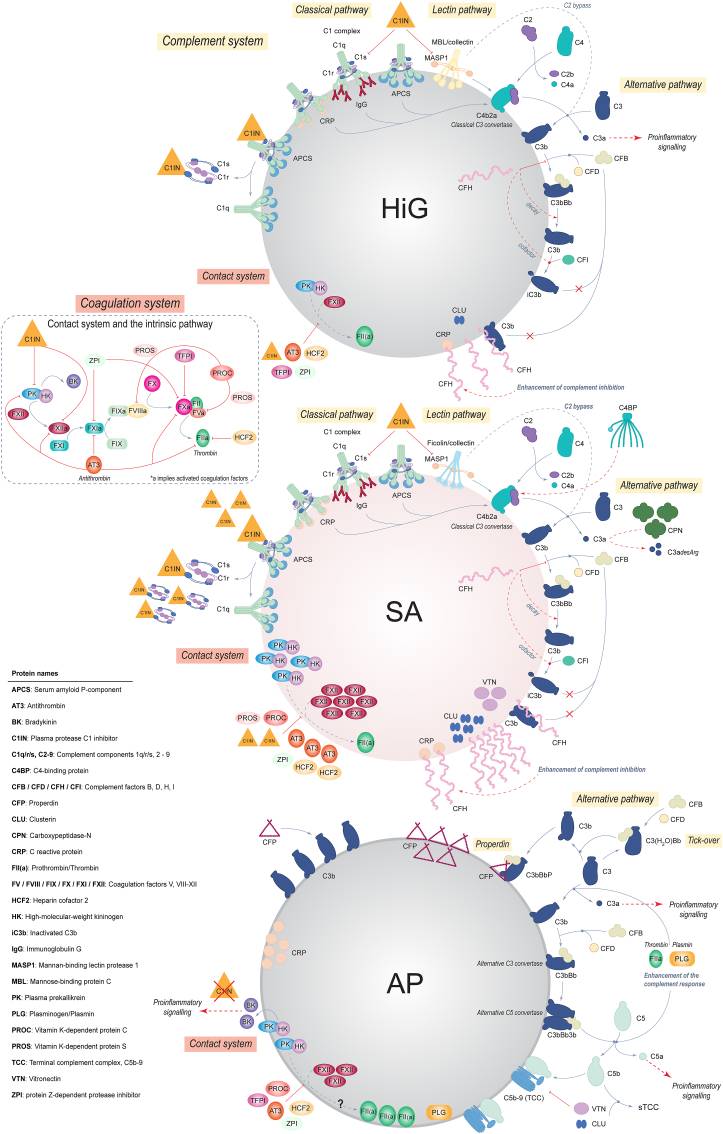 Complement system
Classical pathway
C1IN
Lectin pathway
C2 bypass
C1 complex
C1q
C1s
C1r
MBL/collectin
MASP1
C2
C4
C2b
C4a
IgG
APCS
CRP
C4b2a
Classical C3 convertase
Alternative pathway
C3
C3a
Proinflammatory
signalling
C3b
C1IN
APCS
C1IN
C1s
C1r
C1q
CFH
CFB
CFD
C3bBb
decay
C3b
cofactor
CFI
iC3b
HiG
Contact system
PK
HK
FXII
FII(a)
C1IN
AT3
HCF2
TFPI
ZPI
CLU
CRP
C3b
CFH
CFH
Enhancement of complement inhibition
Coagulation system
Contact system and the intrinsic pathway
C1IN
ZPI
PROS
TFPI
PROC
PROS
PK
HK
BK
FXII
FXIIa
FXI
FXIa
FIXa
FVIIIa
FIX
FX
FXa
FII
FVa
FIIa
Thrombin
HCF2
AT3
Antithrombin
*a implies activated coagulation factors
Classical pathway
C1IN
Lectin pathway
C2 bypass
C1 complex
C1q
C1s
C1r
Ficolin/collectin
MASP1
C2
C4
C4BP
C2b
C4a
IgG
APCS
CRP
C4b2a
Classical C3 convertase
Alternative pathway
C3
CPN
C3a
C3adesArg
C3b
C1IN
C1IN
C1IN
C1IN
APCS
C1IN
C1s
C1r
C1IN
C1IN
C1IN
C1q
CFH
CFB
CFD
C3bBb
decay
C3b
cofactor
CFI
iC3b
SA
Contact system
PK
HK
PK
HK
PK
HK
PK
HK
FXII
FXII
FXII
FXII
FXII
FXII
FXII
PROS
PROC
C1IN
C1IN
AT3
AT3
AT3
ZPI
HCF2
HCF2
HCF2
FII(a)
VTN
CLU
C3b
CRP
CFH
CFH
Enhancement of complement inhibition
Protein names
APCS: Serum amyloid P-component
AT3: Antithrombin
BK: Bradykinin
C1IN: Plasma protease C1 inhibitor
C1q/r/s, C2-9: Complement components 1q/r/s, 2 - 9
C4BP: C4-binding protein
CFB / CFD / CFH / CFI: Complement factors B, D, H, I
CFP: Properdin
CLU: Clusterin
CPN: Carboxypeptidase-N
CRP: C reactive protein
FII(a): Prothrombin/Thrombin
FV / FVIII / FIX / FX / FXI / FXII: Coagulation factors V, VIII-XII
HCF2: Heparin cofactor 2
HK: High-molecular-weight kininogen
iC3b: Inactivated C3b
IgG: Immunoglobulin G
MASP1: Mannan-binding lectin protease 1
MBL: Mannose-binding protein C
PK: Plasma prekallikrein
PLG: Plasminogen/Plasmin
PROC: Vitamin K-dependent protein C
PROS: Vitamin K-dependent protein S
TCC: Terminal complement complex, C5b-9
VTN: Vitronectin
ZPI: protein Z-dependent protease inhibitor
CFP
C3b
CFP
Properdin
CFP
C3bBbP
Alternative pathway
C3b
CFB
CFD
C3(H2O)Bb
Tick-over
C3
C3a
Proinflammatory
signalling
C3b
CFB
CFD
Alternative C3 convertase
C3bBb
Thrombin
Plasmin
FIIa
PLG
Enhancement of the
complement response
Alternative C5 convertase
C3bBb3b
C5
C5a
Proinflammatory
signalling
C5b
C5b-9 (TCC)
VTN
CLU
sTCC
CRP
AP
C1IN
Proinflammatory
signalling
BK
BK
PK
HK
PK
HK
Contact system
FXII
FXII
FXII
PROC
TFPI
AT3
HCF2
ZPI
?
FII(a)
FII(a)
FII(a)
PLG